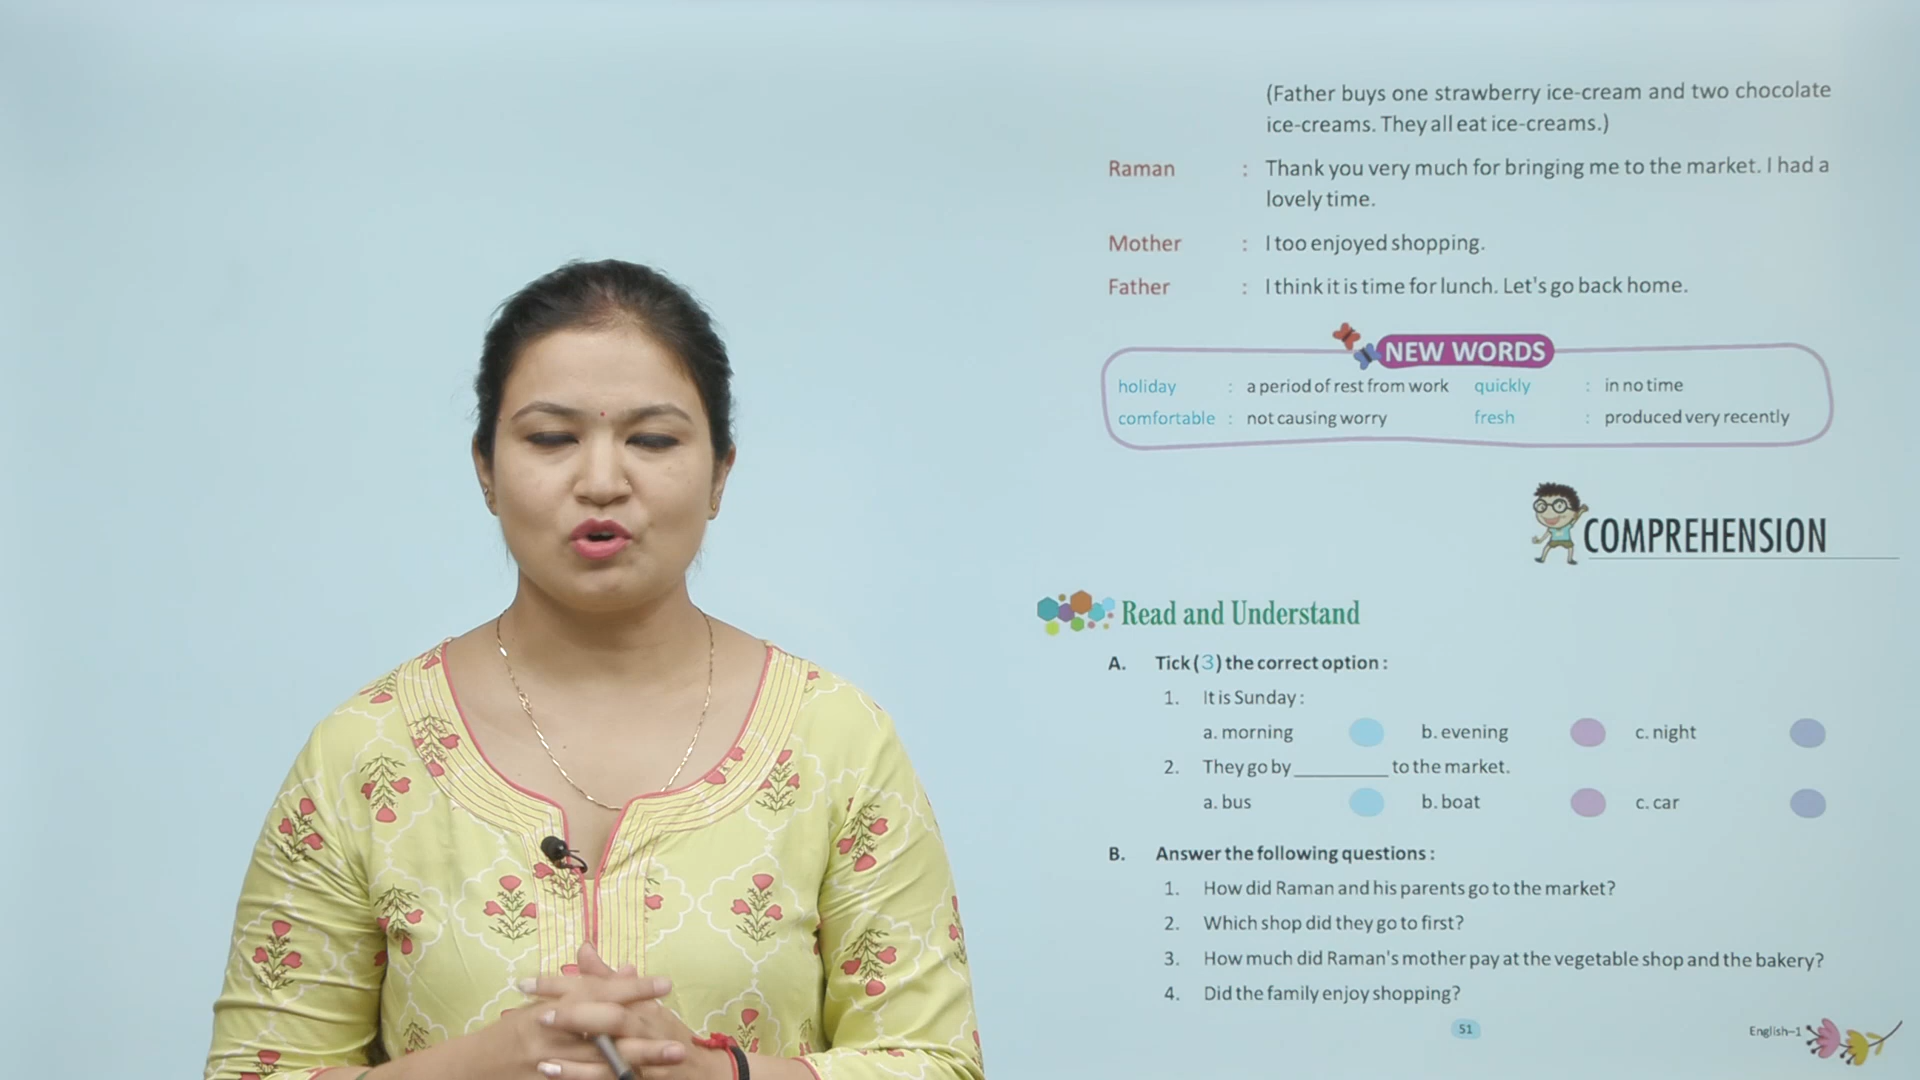 (Father buys one strawberry ice-cream and two chocolate
ice-creams. They all eat ice-creams.)
Raman : Thank you very much for bringing me to the market. I had a
lovely time.
Mother : I too enjoyed shopping.
Father : I think it is time for lunch. Let's go back home.
NEW WORDS
holiday : a period of rest from work quickly : in no time
comfortable : not causing worry fresh : produced very recently
COMPREHENSION
Read and Understand
A. Tick (3) the correct option :
1. It is Sunday :
a. morning b. evening c. night
2. They go by __________ to the market.
a. bus b. boat c. car
B. Answer the following questions :
1. How did Raman and his parents go to the market?
2. Which shop did they go to first?
3. How much did Raman's mother pay at the vegetable shop and the bakery?
4. Did the family enjoy shopping?
51
English–1